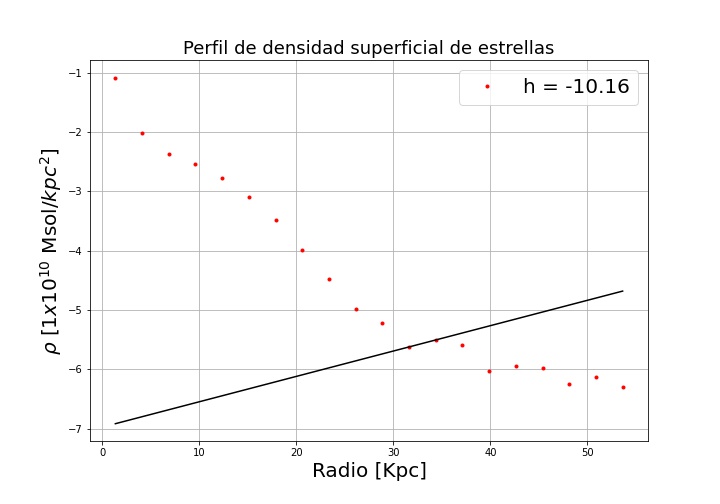 Perfil de densidad superficial de estrellas
h = -10.16
ρ [1x10¹⁰ Msol/kpc²]
−1
−2
−3
−4
−5
−6
−7
0 10 20 30 40 50
Radio [Kpc]